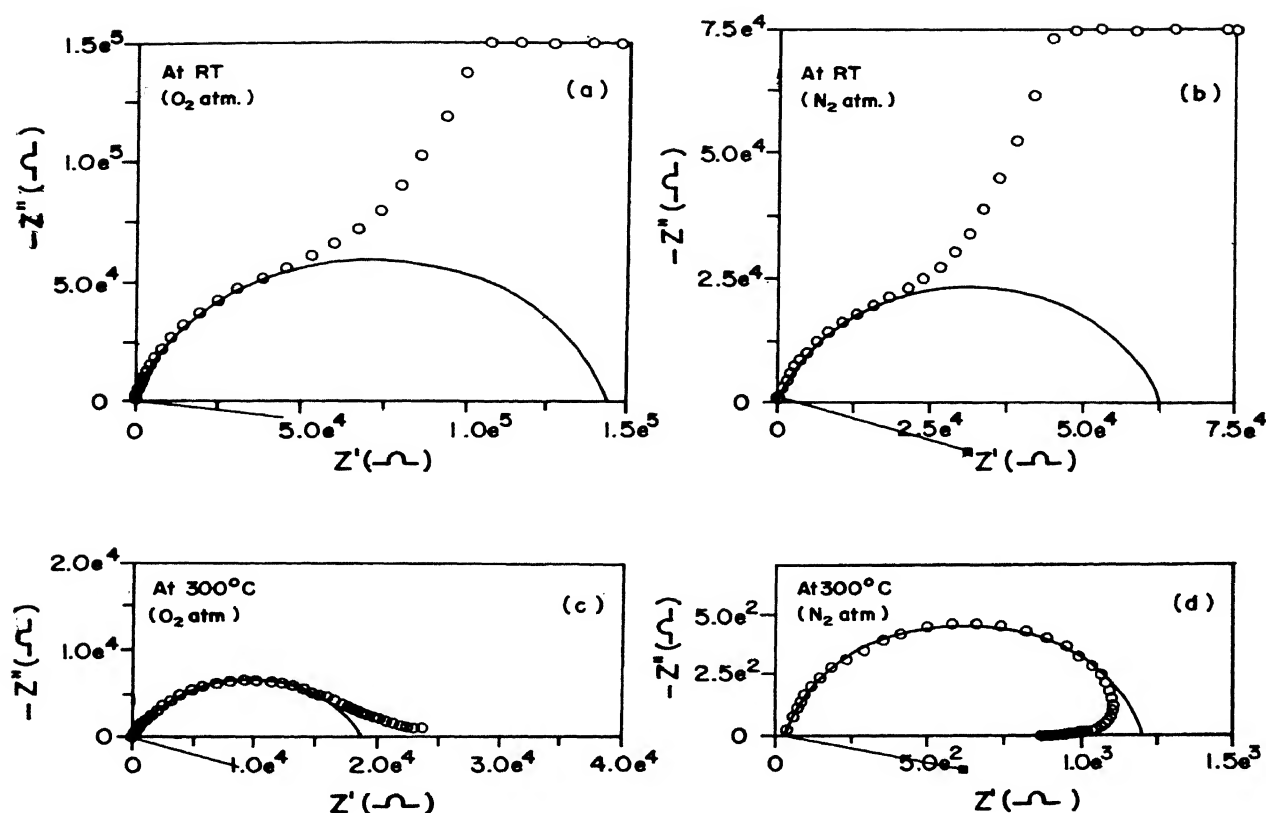 1.5e⁵
1.0e⁵
5.0e⁴
0
-Z"(Ω)
At RT
(O₂ atm.)
(a)
0
5.0e⁴
1.0e⁵
1.5e⁵
Z'(Ω)
7.5e⁴
5.0e⁴
2.5e⁴
0
-Z"(Ω)
At RT
(N₂ atm.)
(b)
0
2.5e⁴
5.0e⁴
7.5e⁴
Z'(Ω)
2.0e⁴
1.0e⁴
0
-Z"(Ω)
At 300°C
(O₂ atm)
(c)
0
1.0e⁴
2.0e⁴
3.0e⁴
4.0e⁴
Z'(Ω)
5.0e²
2.5e²
0
-Z"(Ω)
At 300°C
(N₂ atm)
(d)
0
5.0e²
1.0e³
1.5e³
Z'(Ω)